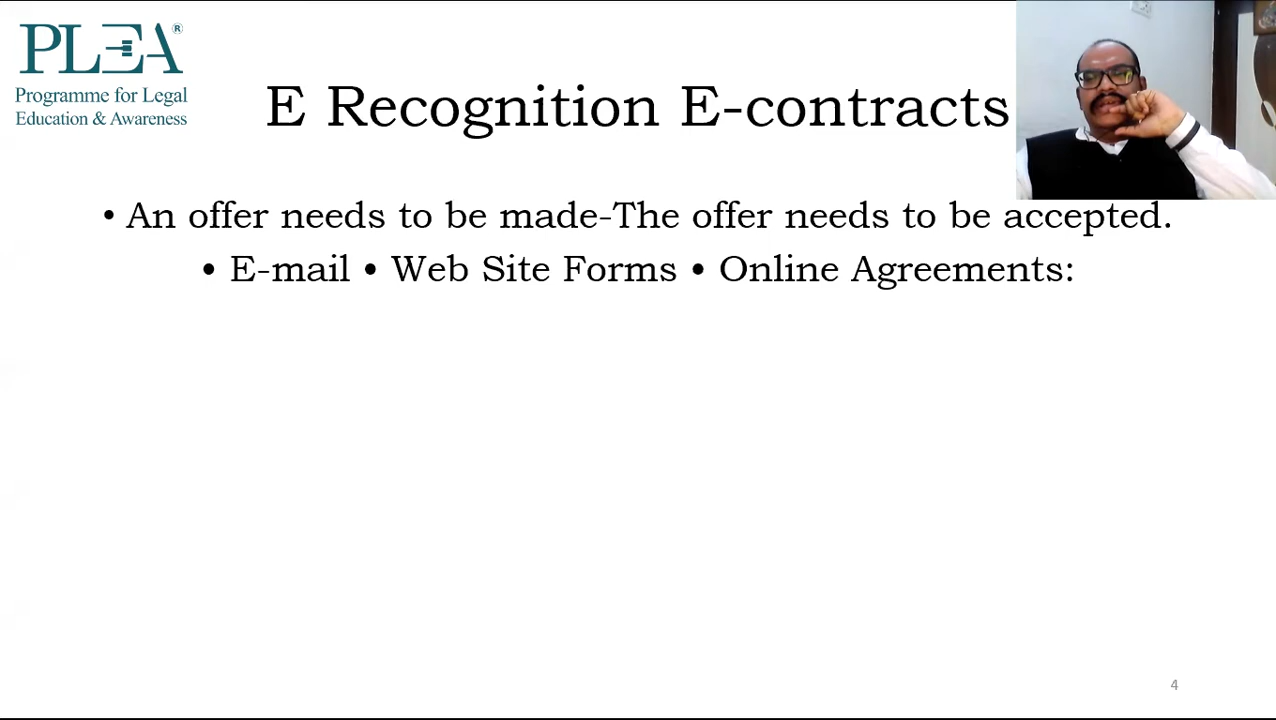 PLEA®
Programme for Legal
Education & Awareness
E Recognition E-contracts
• An offer needs to be made-The offer needs to be accepted.
• E-mail • Web Site Forms • Online Agreements:
4